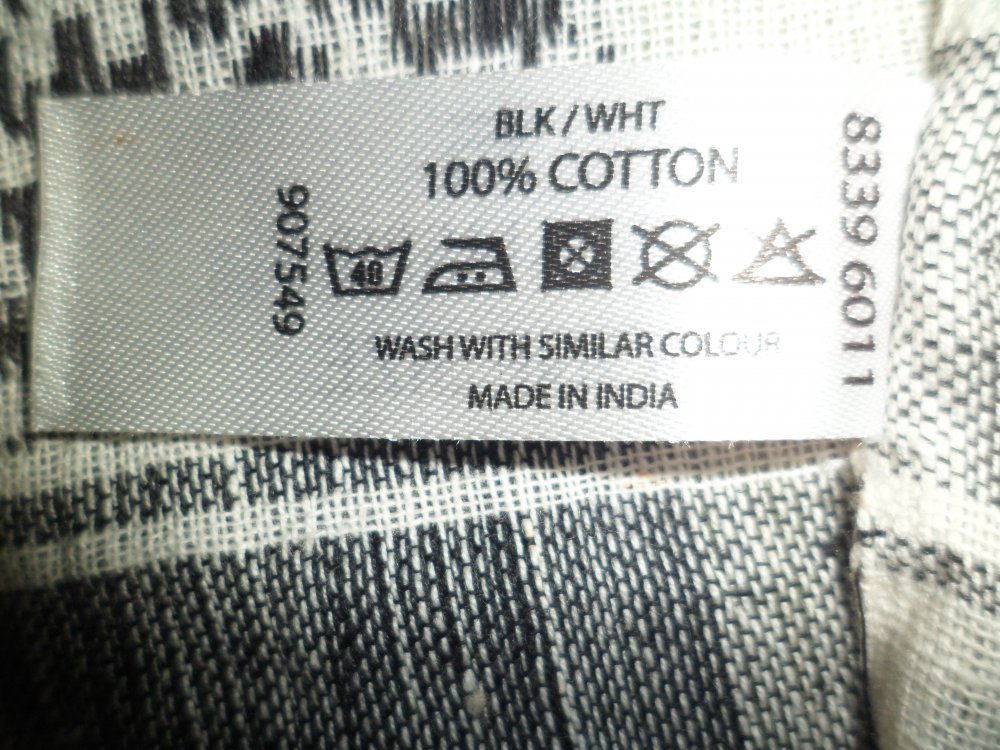 BLK / WHT
100% COTTON
907549
40
WASH WITH SIMILAR COLOUR
MADE IN INDIA
8339 6011